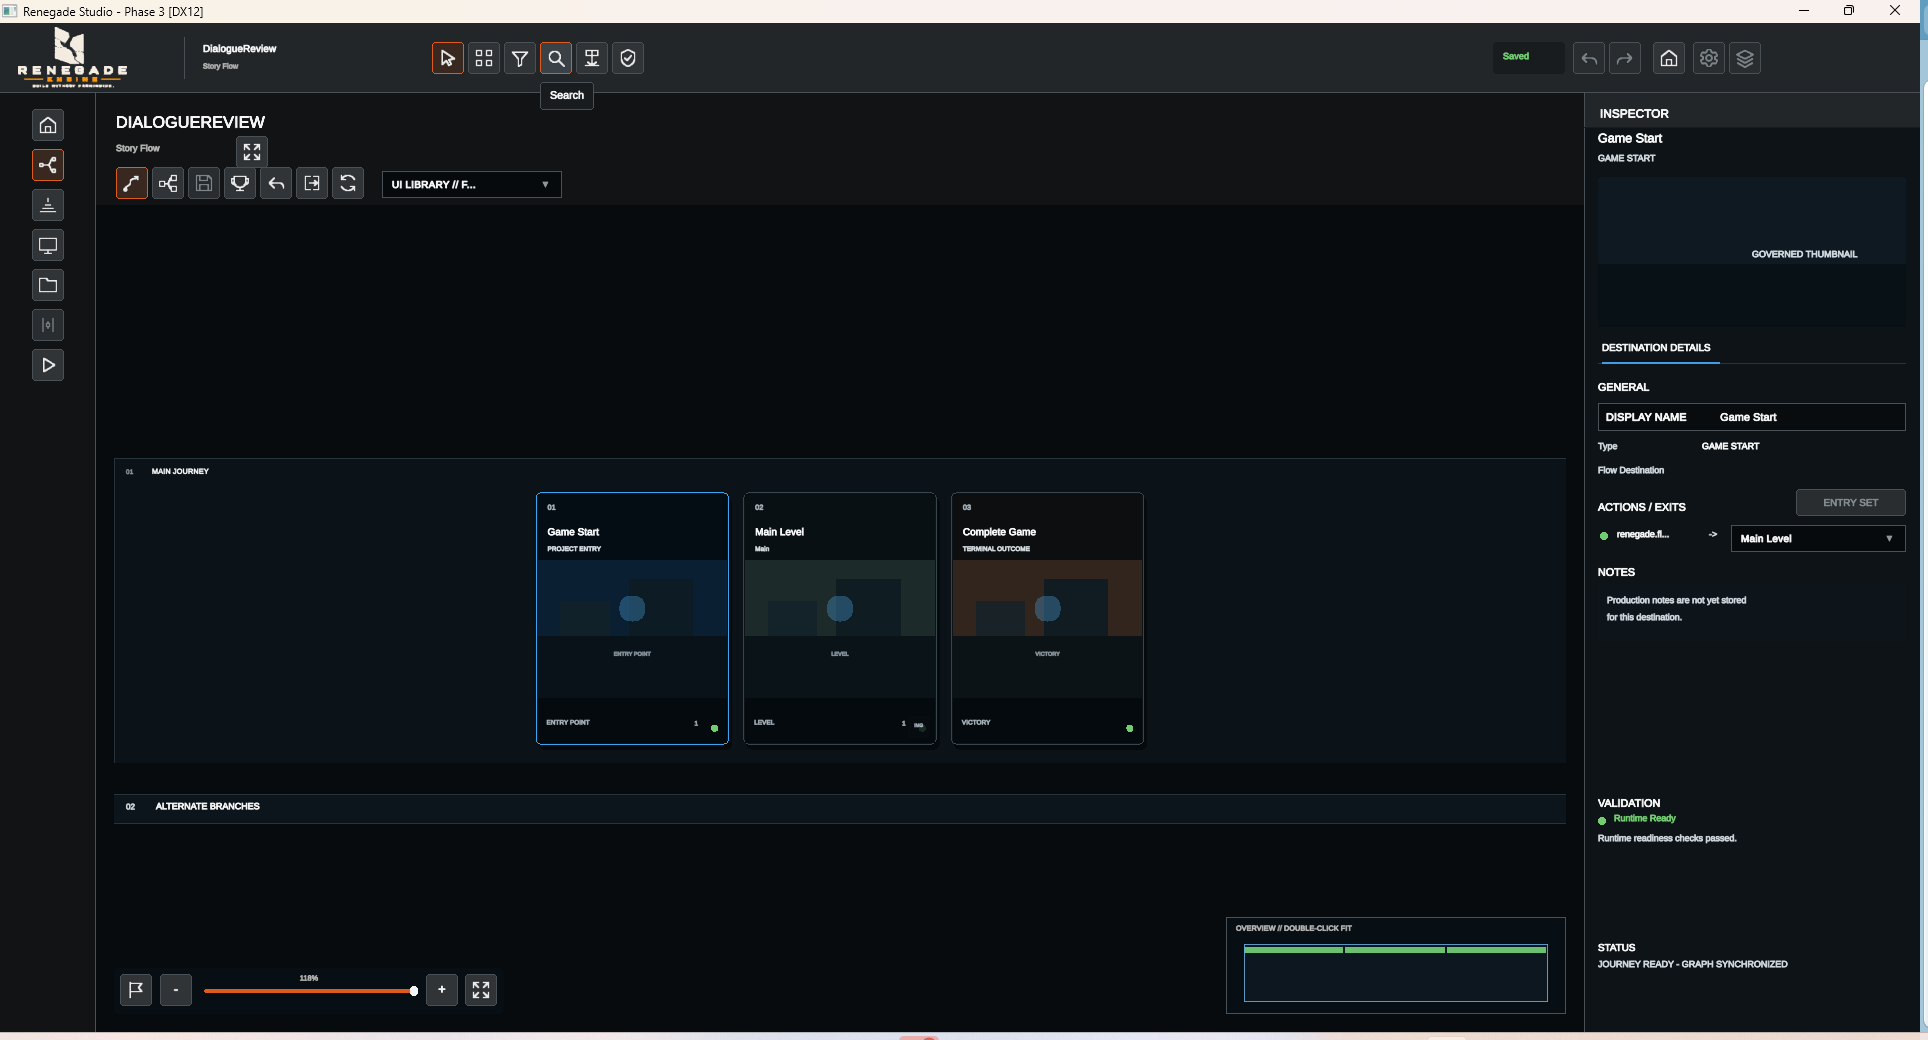 Renegade Studio - Phase 3 [DX12]
RENEGADE
ENGINE
DialogueReview
Story Flow
Saved
Search
DIALOGUEREVIEW
Story Flow
UI LIBRARY // F...
01 MAIN JOURNEY
01
Game Start
PROJECT ENTRY
ENTRY POINT
ENTRY POINT 1
02
Main Level
Main
LEVEL
LEVEL 1 IMG
03
Complete Game
TERMINAL OUTCOME
VICTORY
VICTORY
02 ALTERNATE BRANCHES
118%
-
+
OVERVIEW // DOUBLE-CLICK FIT
INSPECTOR
Game Start
GAME START
GOVERNED THUMBNAIL
DESTINATION DETAILS
GENERAL
DISPLAY NAME Game Start
Type GAME START
Flow Destination
ACTIONS / EXITS ENTRY SET
renegade.fl... -> Main Level
NOTES
Production notes are not yet stored
for this destination.
VALIDATION
Runtime Ready
Runtime readiness checks passed.
STATUS
JOURNEY READY - GRAPH SYNCHRONIZED